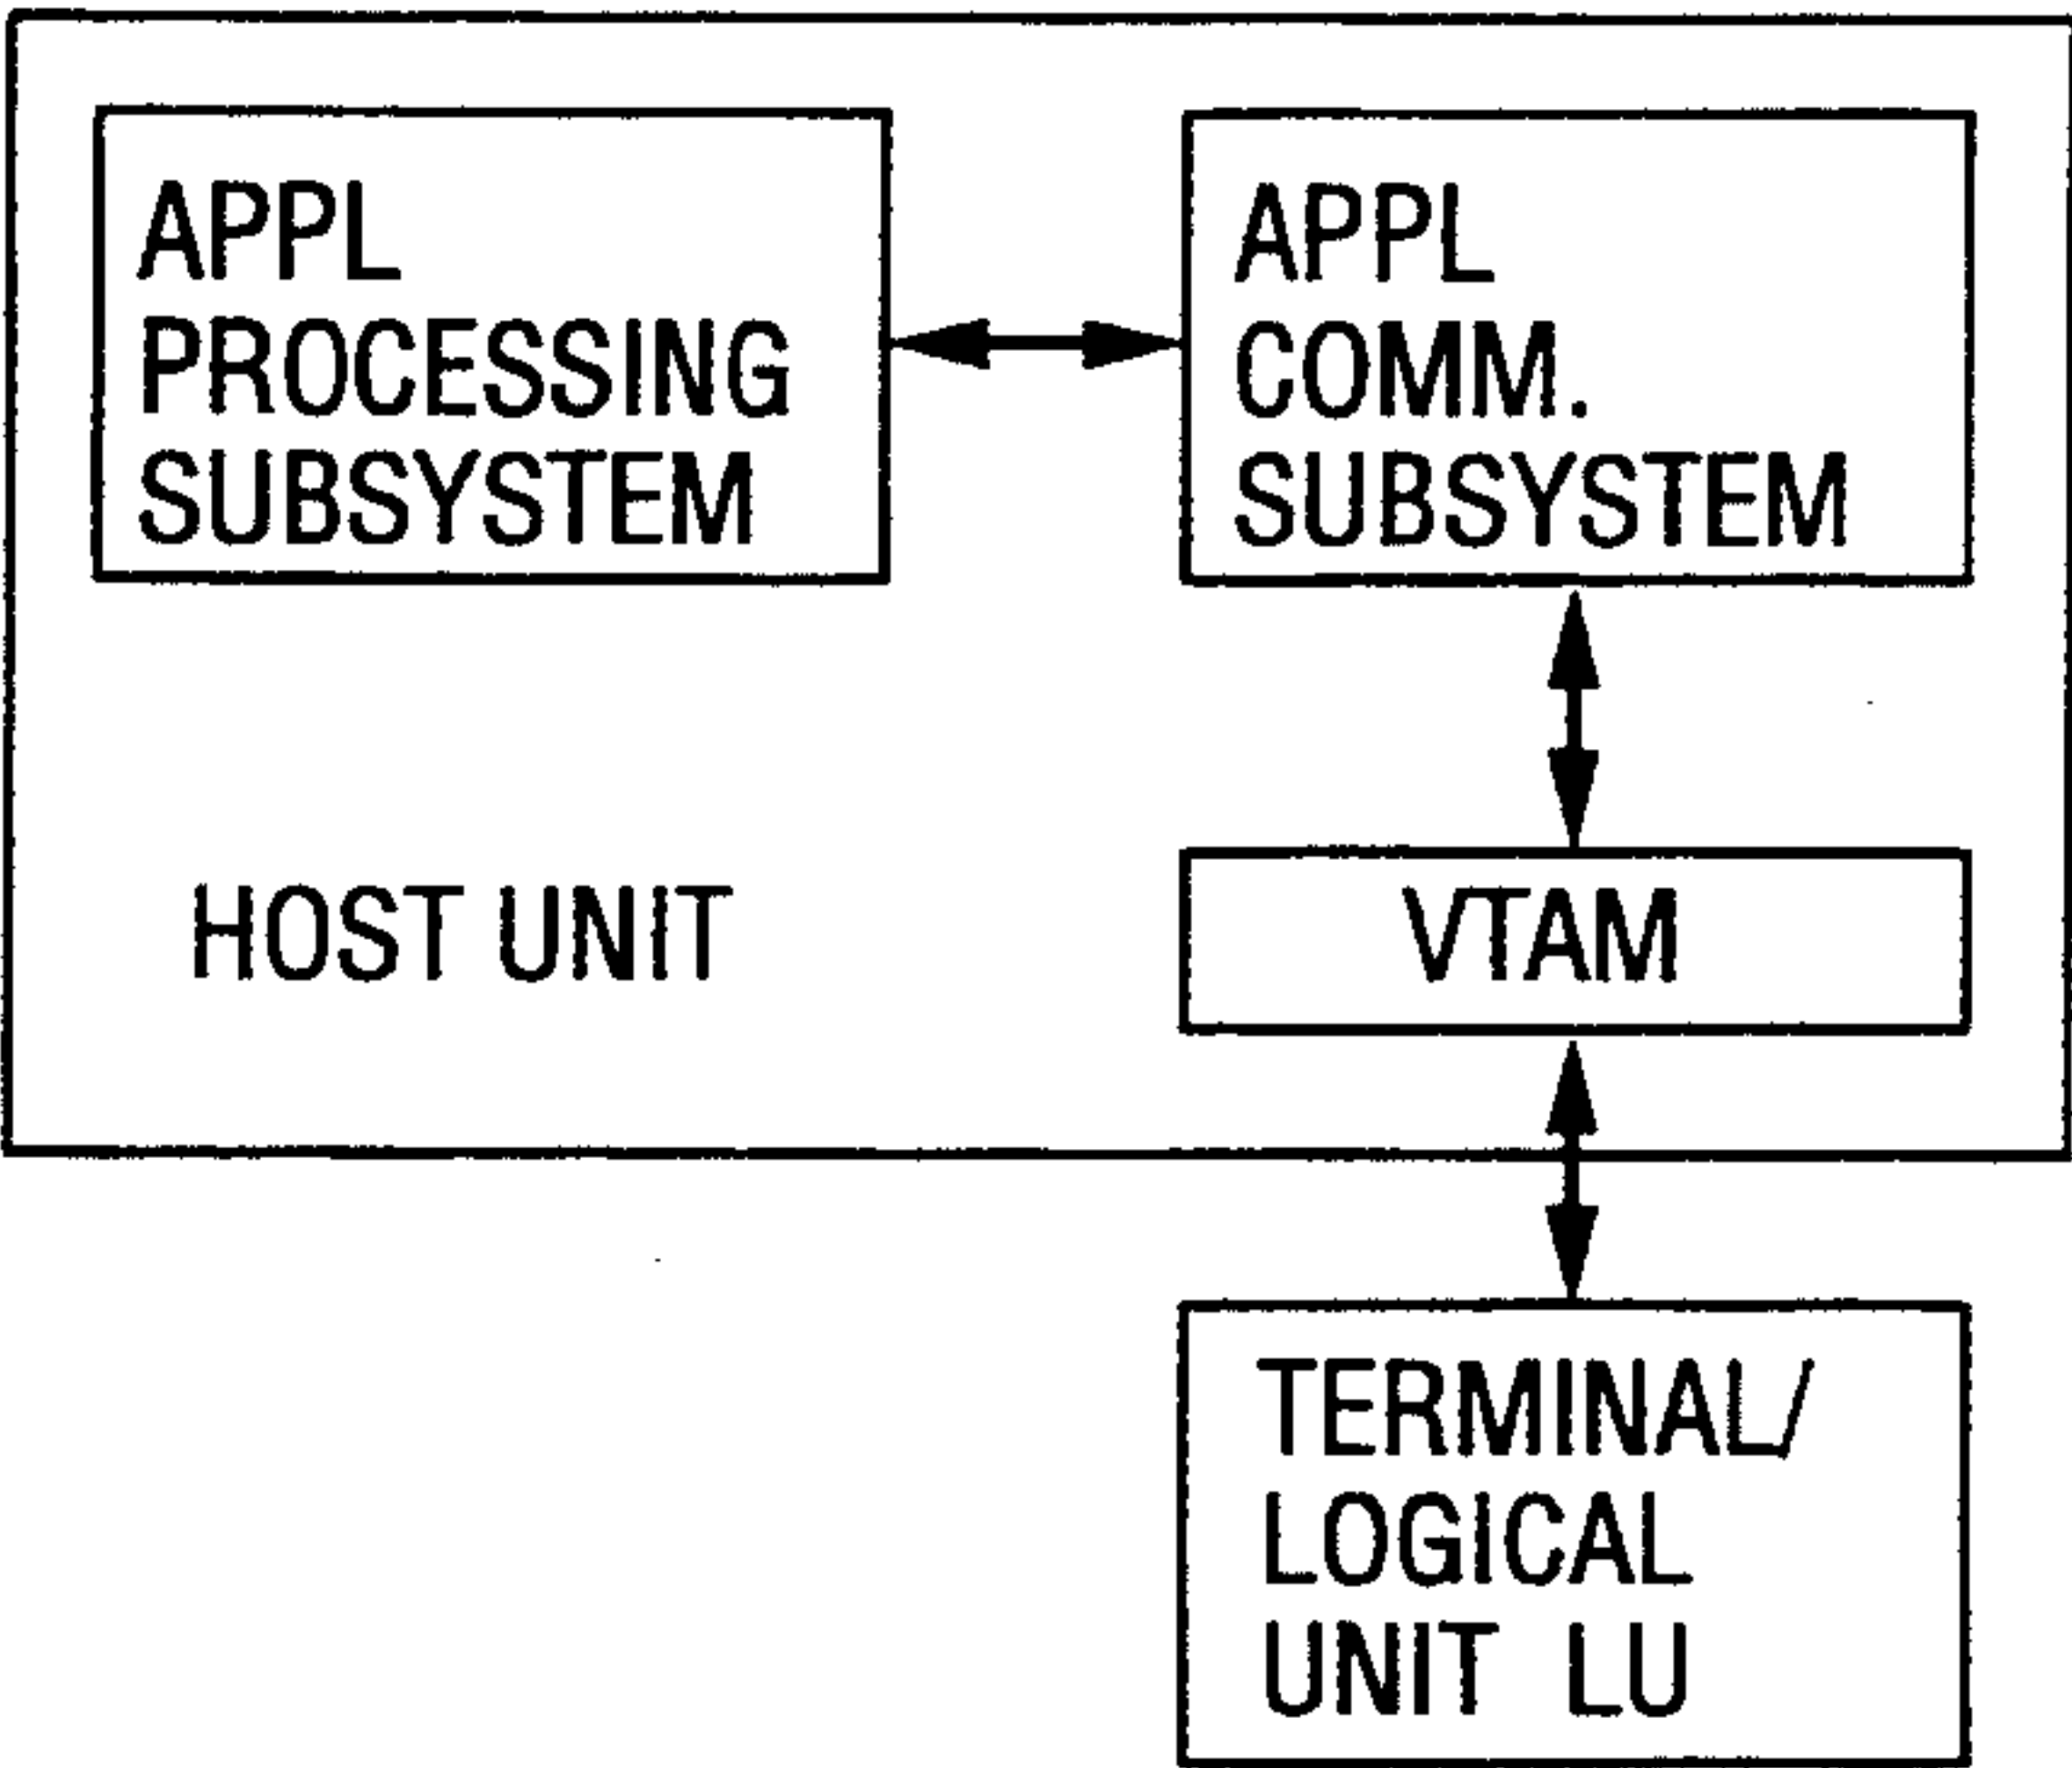 APPL
PROCESSING
SUBSYSTEM
APPL
COMM.
SUBSYSTEM
HOST UNIT
VTAM
TERMINAL/
LOGICAL
UNIT LU